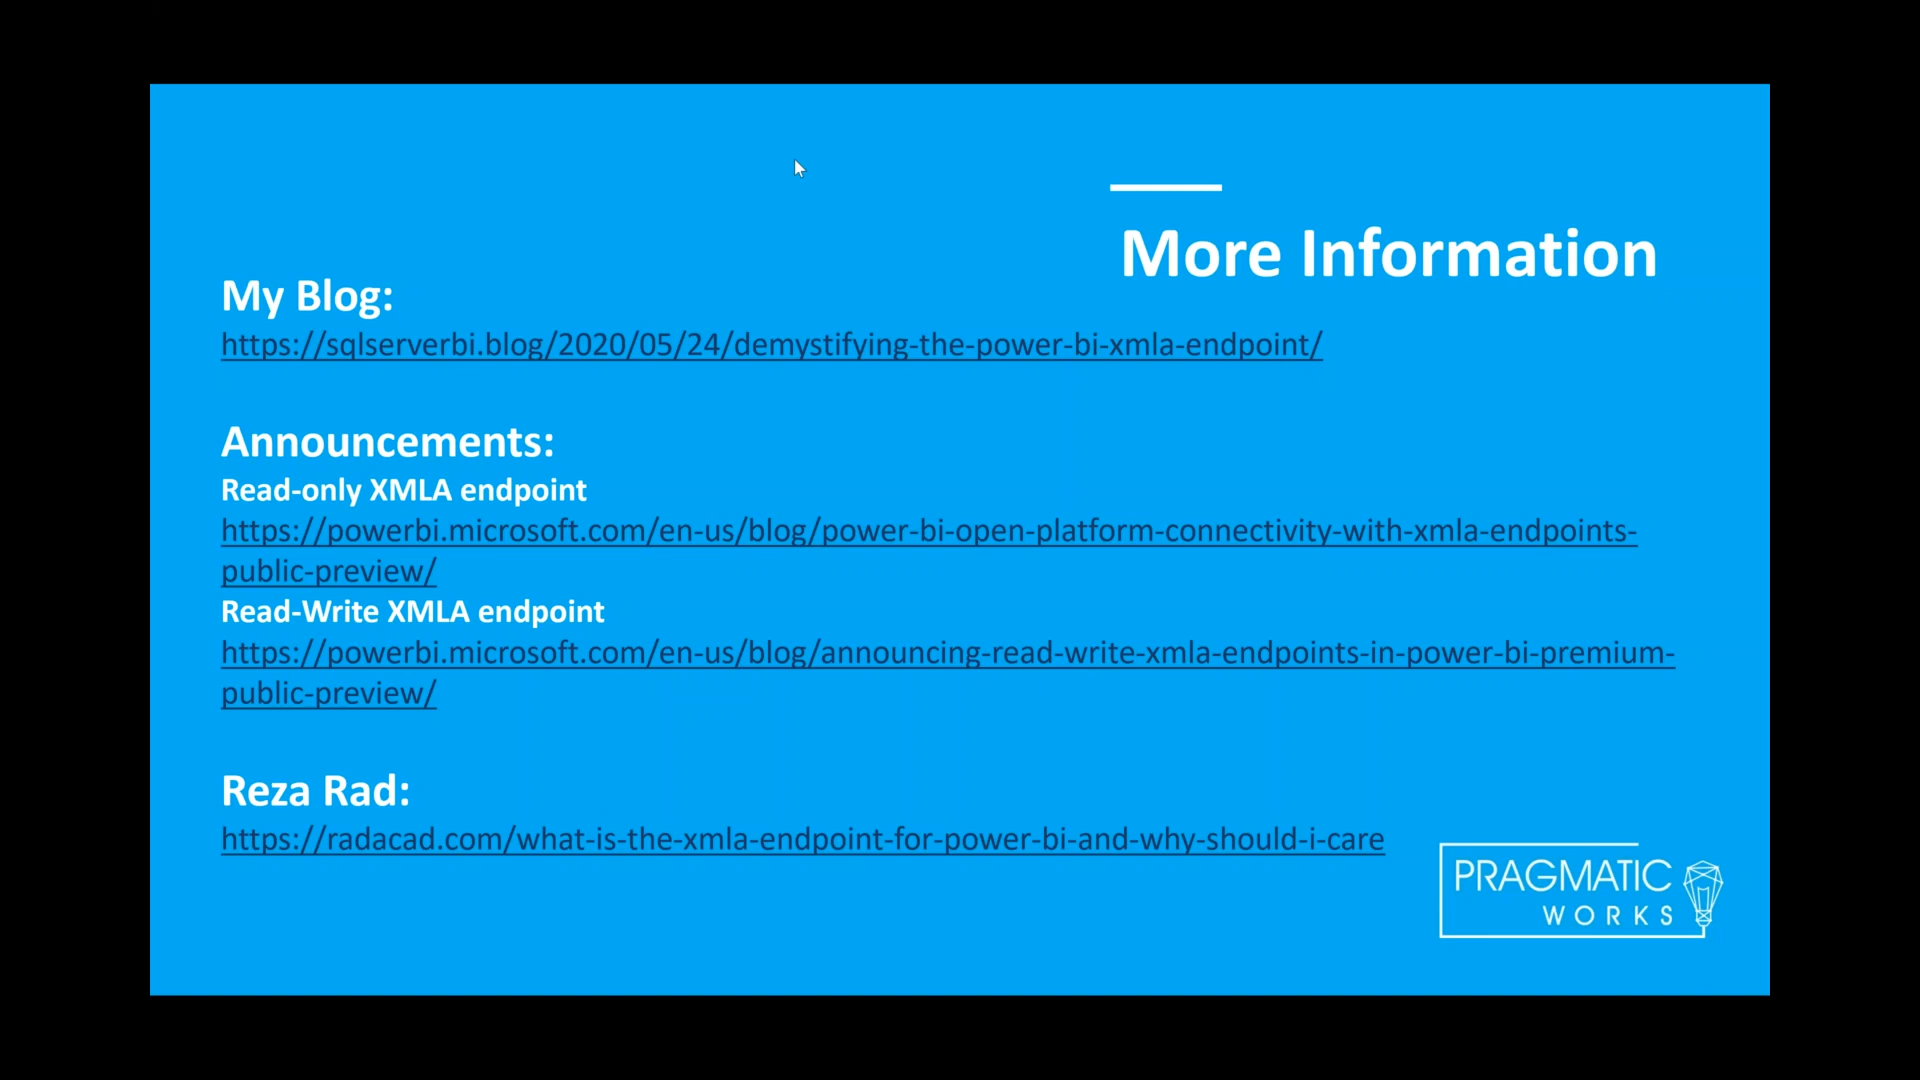 More Information
My Blog:
https://sqlserverbi.blog/2020/05/24/demystifying-the-power-bi-xmla-endpoint/
Announcements:
Read-only XMLA endpoint
https://powerbi.microsoft.com/en-us/blog/power-bi-open-platform-connectivity-with-xmla-endpoints-
public-preview/
Read-Write XMLA endpoint
https://powerbi.microsoft.com/en-us/blog/announcing-read-write-xmla-endpoints-in-power-bi-premium-
public-preview/
Reza Rad:
https://radacad.com/what-is-the-xmla-endpoint-for-power-bi-and-why-should-i-care
PRAGMATIC
WORKS